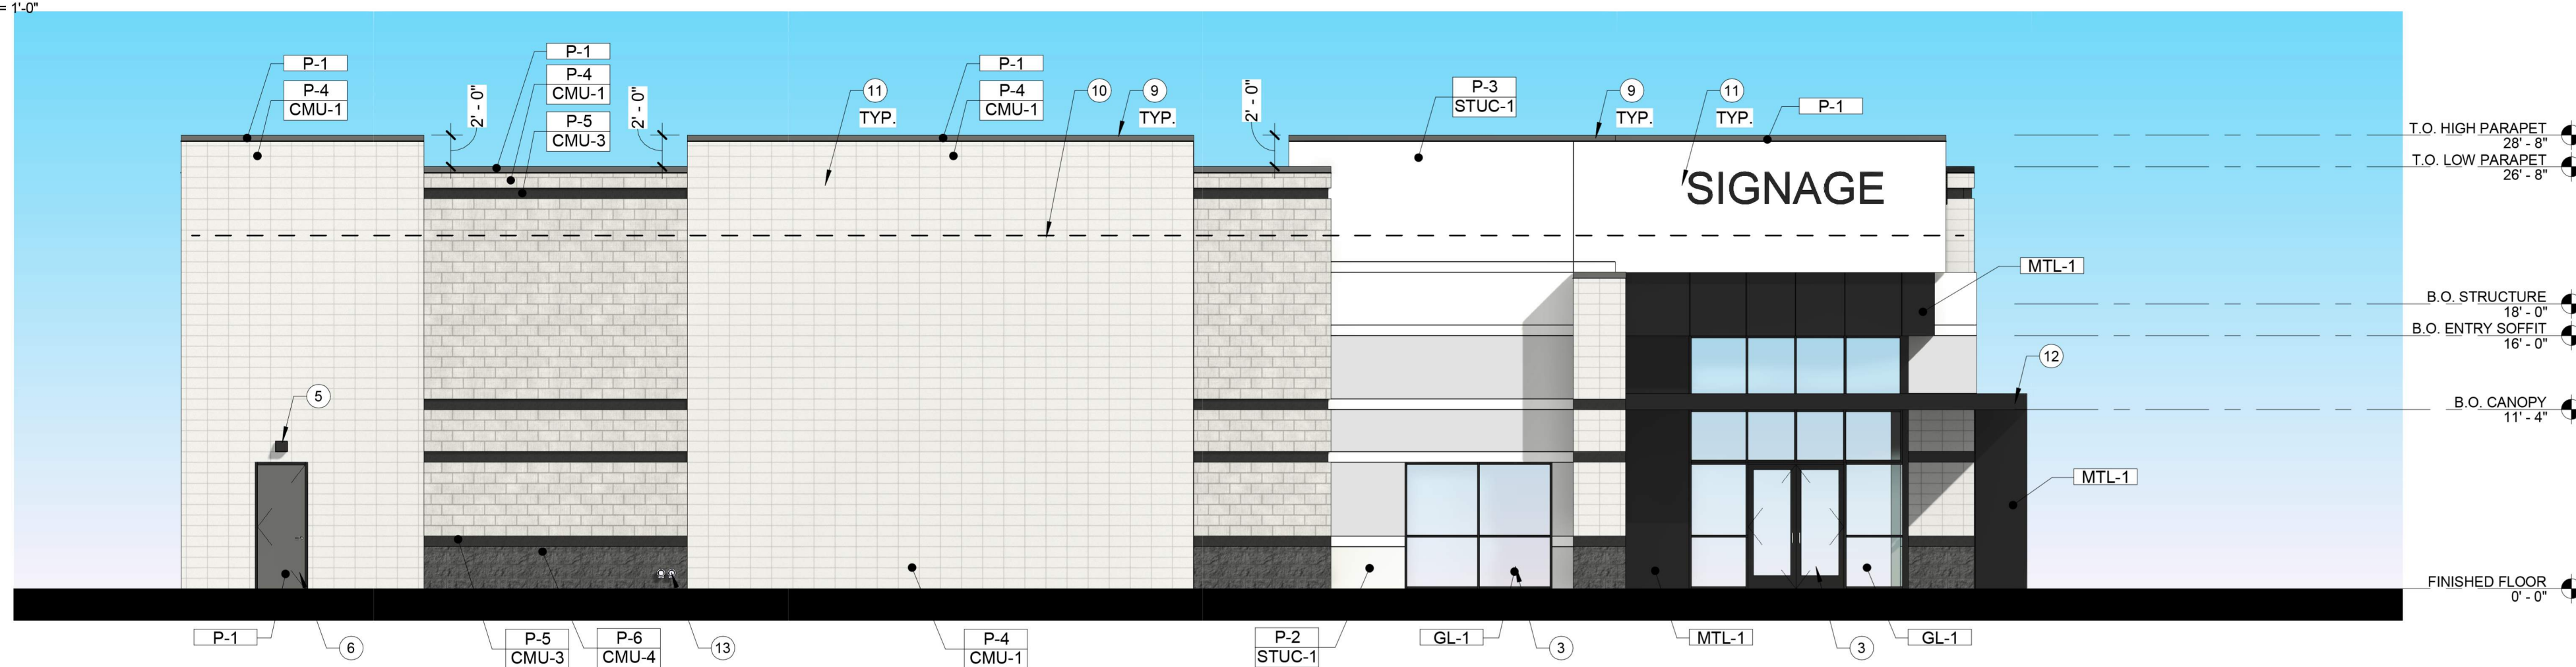 = 1'-0"
P-1
P-4
CMU-1
2' - 0"
P-1
P-4
CMU-1
P-5
CMU-3
2' - 0"
11
TYP.
P-1
P-4
CMU-1
10
9
TYP.
2' - 0"
P-3
STUC-1
9
TYP.
11
TYP.
P-1
SIGNAGE
T.O. HIGH PARAPET
28' - 8"
T.O. LOW PARAPET
26' - 8"
MTL-1
B.O. STRUCTURE
18' - 0"
B.O. ENTRY SOFFIT
16' - 0"
12
5
B.O. CANOPY
11' - 4"
MTL-1
FINISHED FLOOR
0' - 0"
P-1
6
P-5
CMU-3
P-6
CMU-4
13
P-4
CMU-1
P-2
STUC-1
GL-1
3
MTL-1
3
GL-1